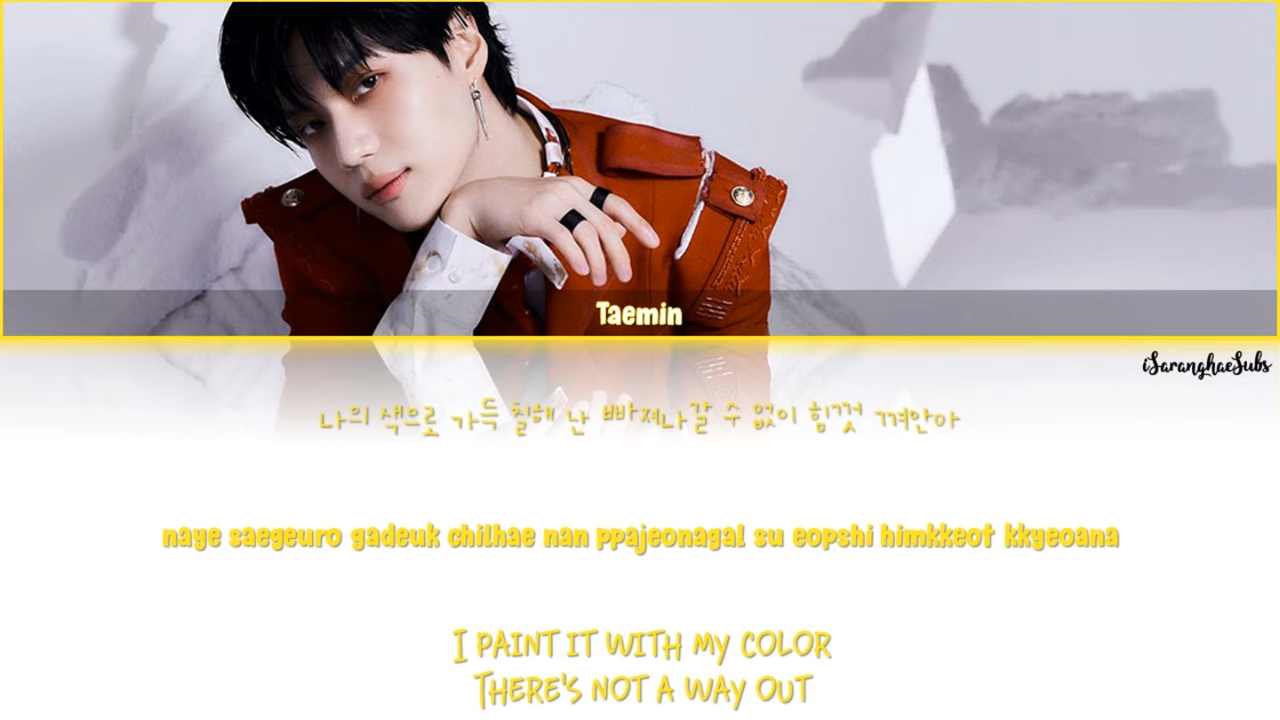 Taemin
iSaranghaeSubs
나의 색으로 가득 칠해 난 빠져나갈 수 없이 힘껏 껴안아
naye saegeuro gadeuk chilhae nan ppajeonagal su eopshi himkkeot kkyeoana
I PAINT IT WITH MY COLOR
THERE'S NOT A WAY OUT